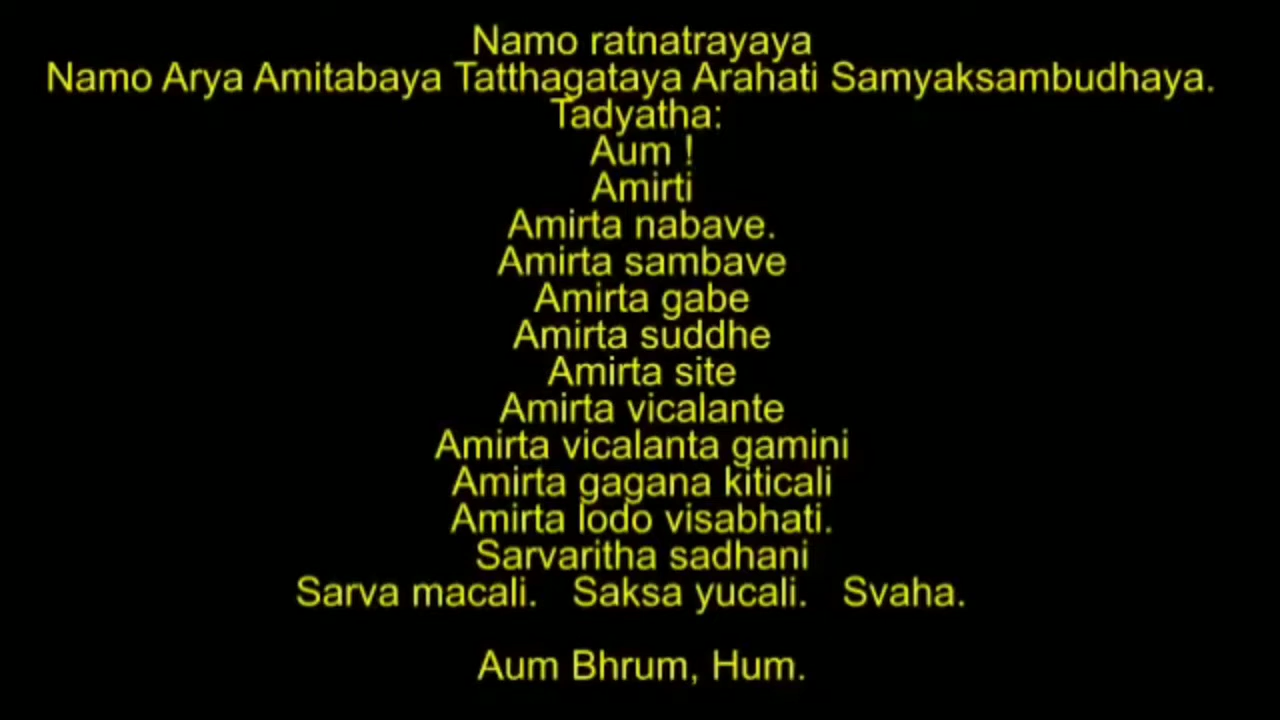 Namo ratnatrayaya
Namo Arya Amitabaya Tatthagataya Arahati Samyaksambudhaya.
Tadyatha:
Aum !
Amirti
Amirta nabave.
Amirta sambave
Amirta gabe
Amirta suddhe
Amirta site
Amirta vicalante
Amirta vicalanta gamini
Amirta gagana kiticali
Amirta lodo visabhati.
Sarvaritha sadhani
Sarva macali. Saksa yucali. Svaha.
Aum Bhrum, Hum.